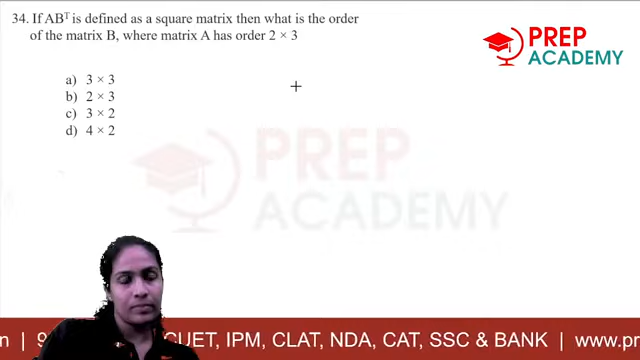 34. If ABᵀ is defined as a square matrix then what is the order
of the matrix B, where matrix A has order 2 × 3
PREP
ACADEMY
a) 3 × 3
b) 2 × 3
c) 3 × 2
d) 4 × 2
PREP
ACADEMY
n | 9 CUET, IPM, CLAT, NDA, CAT, SSC & BANK | www.pr